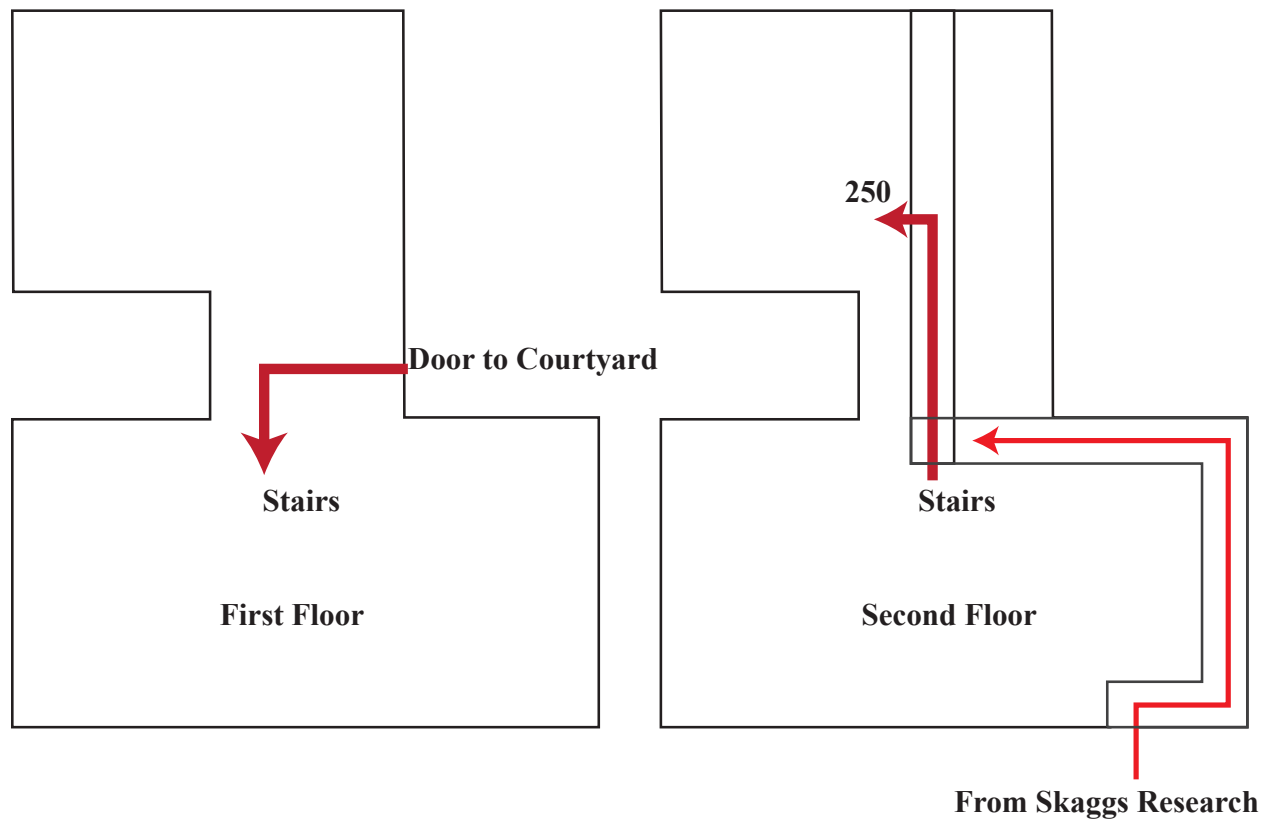 250
Door to Courtyard
Stairs
Stairs
First Floor
Second Floor
From Skaggs Research